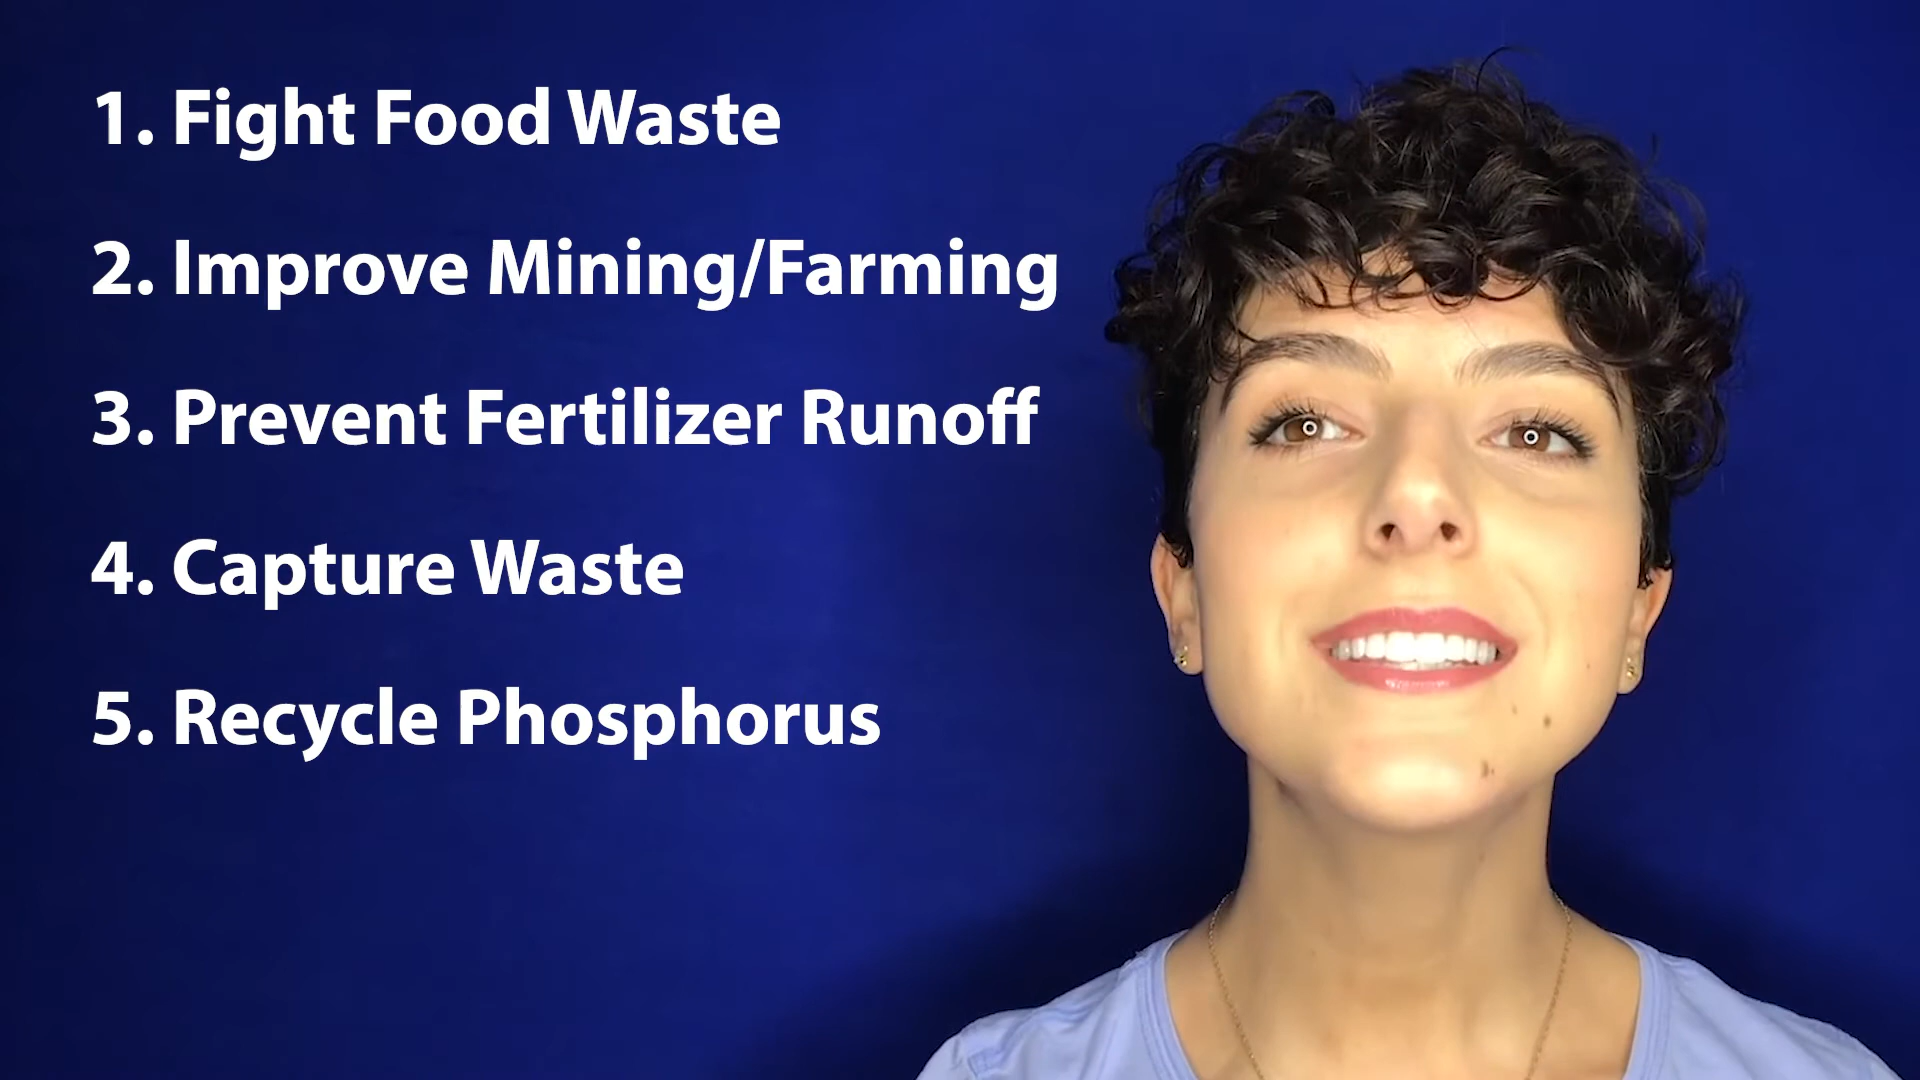 1. Fight Food Waste
2. Improve Mining/Farming
3. Prevent Fertilizer Runoff
4. Capture Waste
5. Recycle Phosphorus